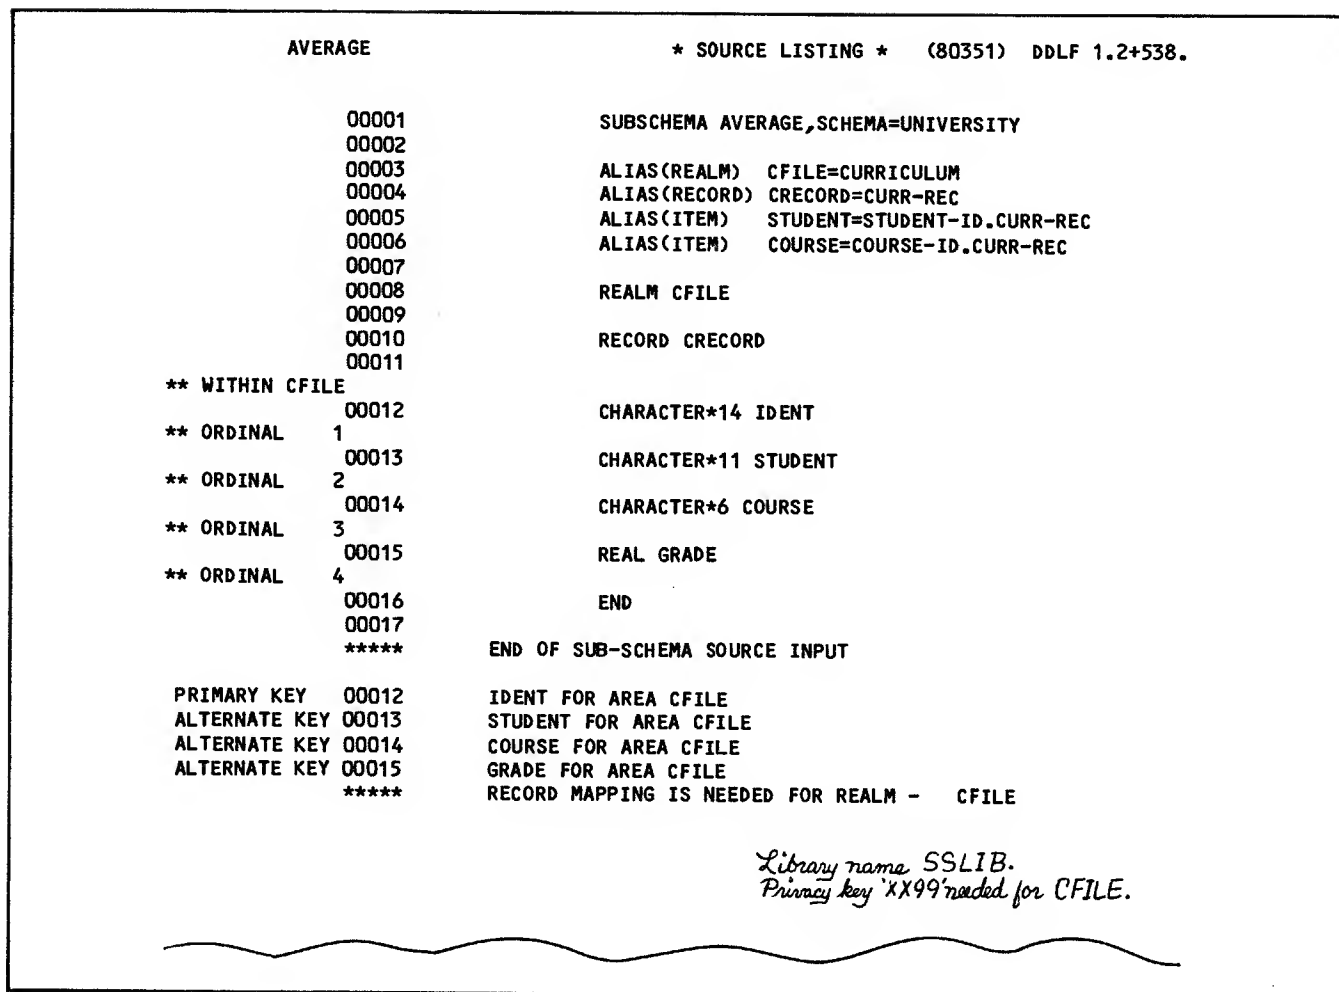 AVERAGE * SOURCE LISTING * (80351) DDLF 1.2+538.
00001 SUBSCHEMA AVERAGE,SCHEMA=UNIVERSITY
00002
00003 ALIAS(REALM) CFILE=CURRICULUM
00004 ALIAS(RECORD) CRECORD=CURR-REC
00005 ALIAS(ITEM) STUDENT=STUDENT-ID.CURR-REC
00006 ALIAS(ITEM) COURSE=COURSE-ID.CURR-REC
00007
00008 REALM CFILE
00009
00010 RECORD CRECORD
00011
** WITHIN CFILE
00012 CHARACTER*14 IDENT
** ORDINAL 1
00013 CHARACTER*11 STUDENT
** ORDINAL 2
00014 CHARACTER*6 COURSE
** ORDINAL 3
00015 REAL GRADE
** ORDINAL 4
00016 END
00017
***** END OF SUB-SCHEMA SOURCE INPUT
PRIMARY KEY 00012 IDENT FOR AREA CFILE
ALTERNATE KEY 00013 STUDENT FOR AREA CFILE
ALTERNATE KEY 00014 COURSE FOR AREA CFILE
ALTERNATE KEY 00015 GRADE FOR AREA CFILE
***** RECORD MAPPING IS NEEDED FOR REALM - CFILE
Library name SSLIB.
Privacy key 'XX99' needed for CFILE.